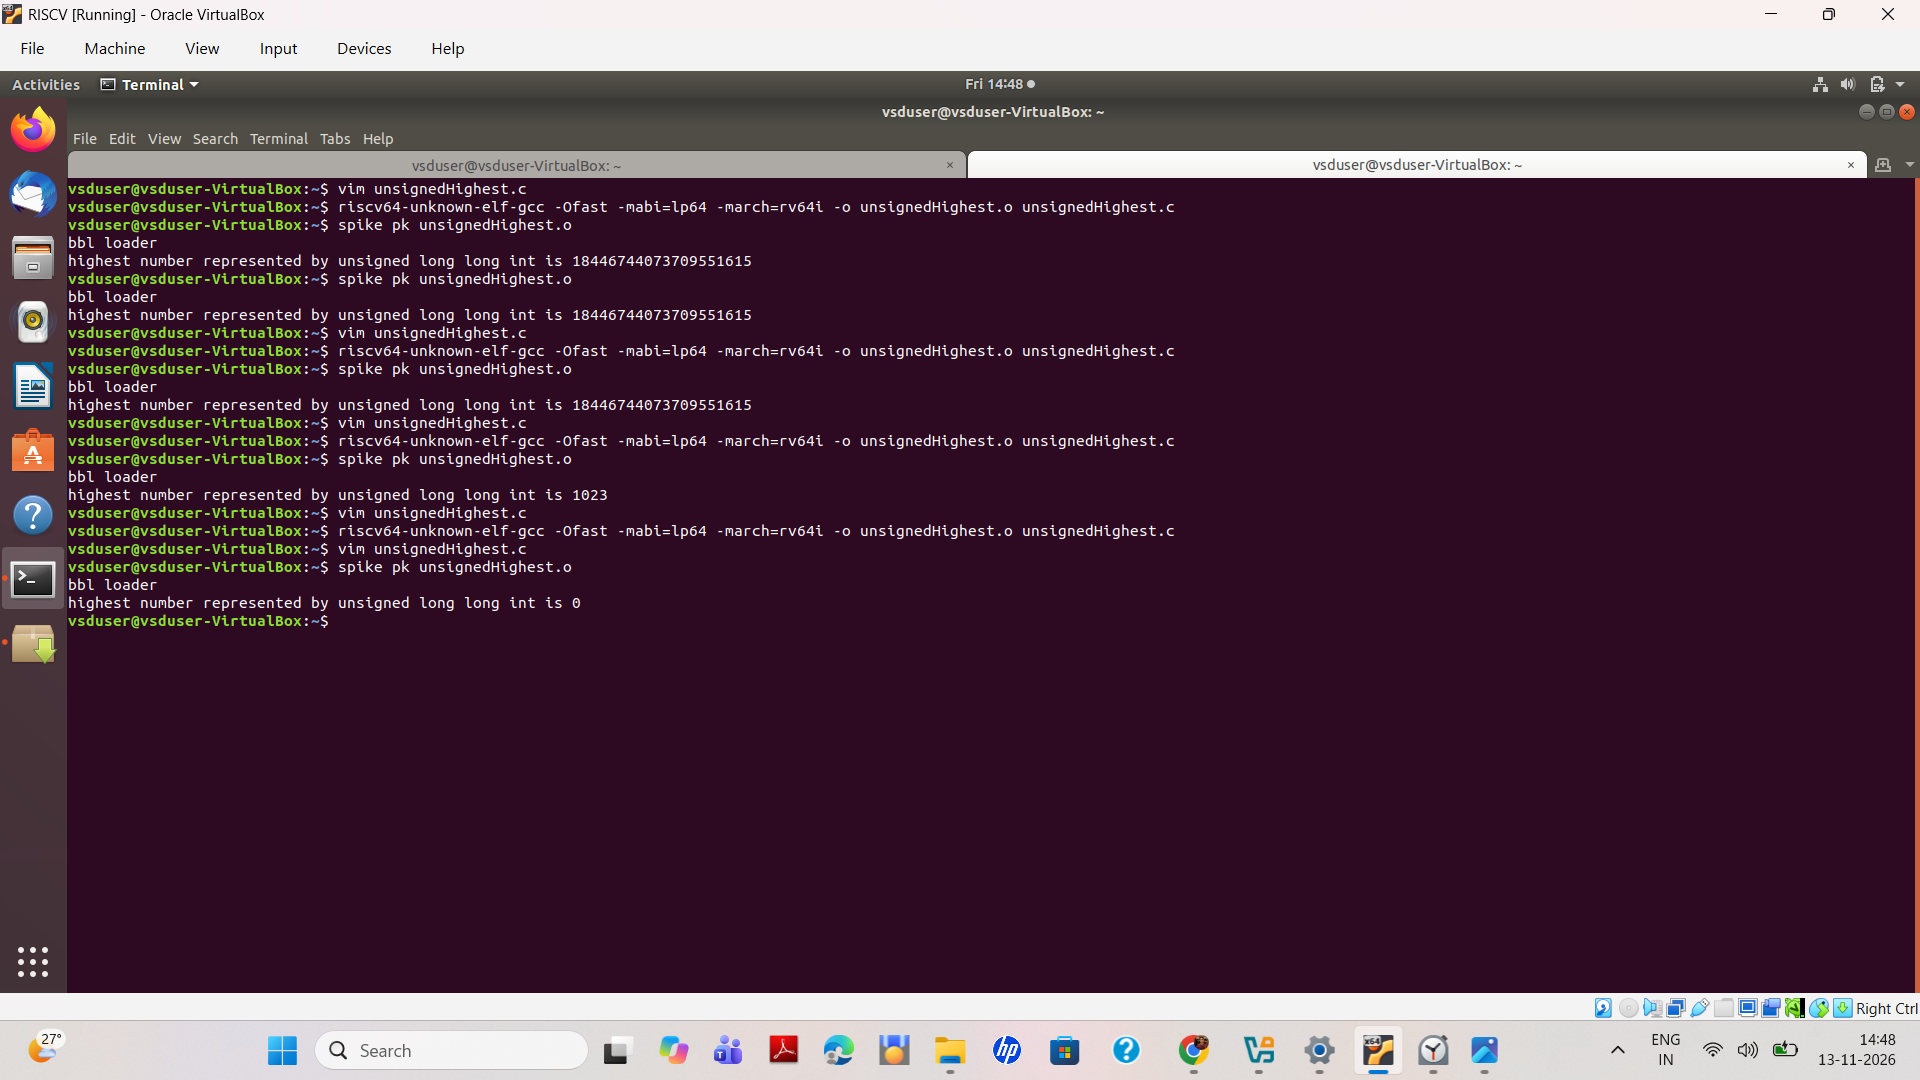 RISCV [Running] - Oracle VirtualBox
File Machine View Input Devices Help
Activities Terminal Fri 14:48
vsduser@vsduser-VirtualBox: ~
File Edit View Search Terminal Tabs Help
vsduser@vsduser-VirtualBox: ~ × vsduser@vsduser-VirtualBox: ~ ×
vsduser@vsduser-VirtualBox:~$ vim unsignedHighest.c
vsduser@vsduser-VirtualBox:~$ riscv64-unknown-elf-gcc -Ofast -mabi=lp64 -march=rv64i -o unsignedHighest.o unsignedHighest.c
vsduser@vsduser-VirtualBox:~$ spike pk unsignedHighest.o
bbl loader
highest number represented by unsigned long long int is 18446744073709551615
vsduser@vsduser-VirtualBox:~$ spike pk unsignedHighest.o
bbl loader
highest number represented by unsigned long long int is 18446744073709551615
vsduser@vsduser-VirtualBox:~$ vim unsignedHighest.c
vsduser@vsduser-VirtualBox:~$ riscv64-unknown-elf-gcc -Ofast -mabi=lp64 -march=rv64i -o unsignedHighest.o unsignedHighest.c
vsduser@vsduser-VirtualBox:~$ spike pk unsignedHighest.o
bbl loader
highest number represented by unsigned long long int is 18446744073709551615
vsduser@vsduser-VirtualBox:~$ vim unsignedHighest.c
vsduser@vsduser-VirtualBox:~$ riscv64-unknown-elf-gcc -Ofast -mabi=lp64 -march=rv64i -o unsignedHighest.o unsignedHighest.c
vsduser@vsduser-VirtualBox:~$ spike pk unsignedHighest.o
bbl loader
highest number represented by unsigned long long int is 1023
vsduser@vsduser-VirtualBox:~$ vim unsignedHighest.c
vsduser@vsduser-VirtualBox:~$ riscv64-unknown-elf-gcc -Ofast -mabi=lp64 -march=rv64i -o unsignedHighest.o unsignedHighest.c
vsduser@vsduser-VirtualBox:~$ vim unsignedHighest.c
vsduser@vsduser-VirtualBox:~$ spike pk unsignedHighest.o
bbl loader
highest number represented by unsigned long long int is 0
vsduser@vsduser-VirtualBox:~$
Right Ctrl
27°
Search
ENG
IN
14:48
13-11-2026